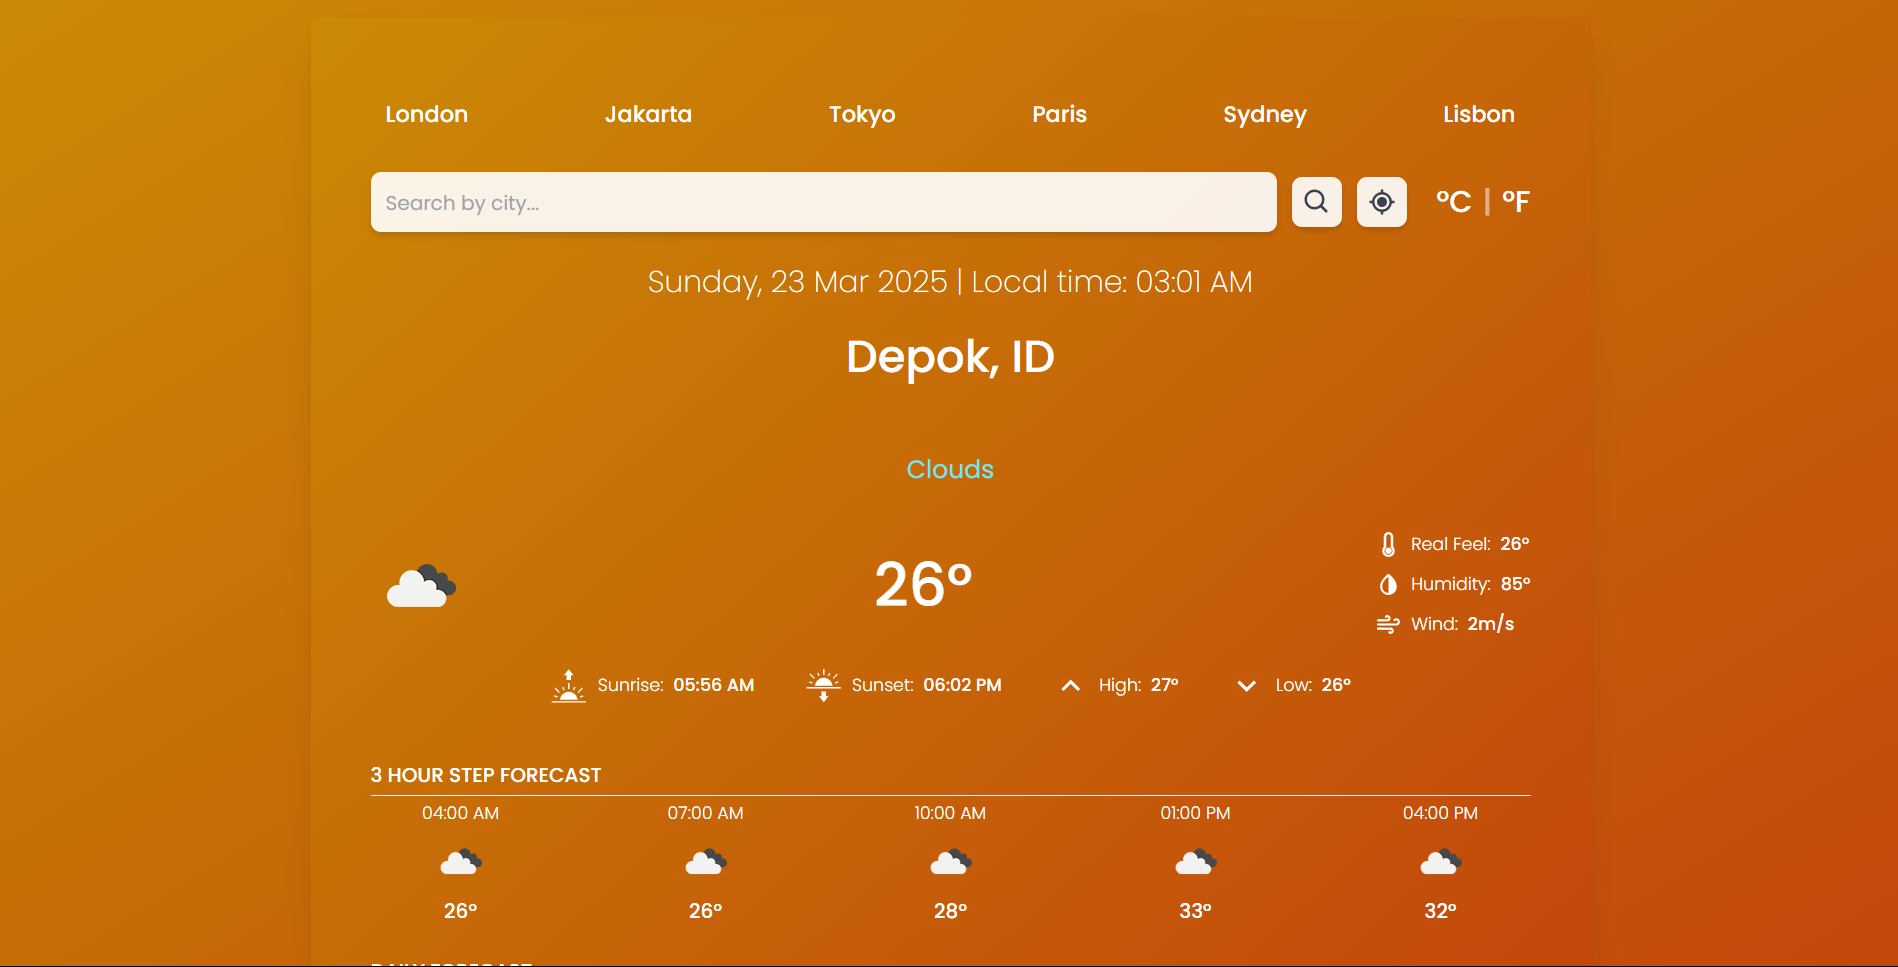 London Jakarta Tokyo Paris Sydney Lisbon
Search by city...
°C | °F
Sunday, 23 Mar 2025 | Local time: 03:01 AM
Depok, ID
Clouds
26°
Real Feel: 26°
Humidity: 85°
Wind: 2m/s
Sunrise: 05:56 AM Sunset: 06:02 PM High: 27° Low: 26°
3 HOUR STEP FORECAST
04:00 AM 07:00 AM 10:00 AM 01:00 PM 04:00 PM
26° 26° 28° 33° 32°
DAILY FORECAST